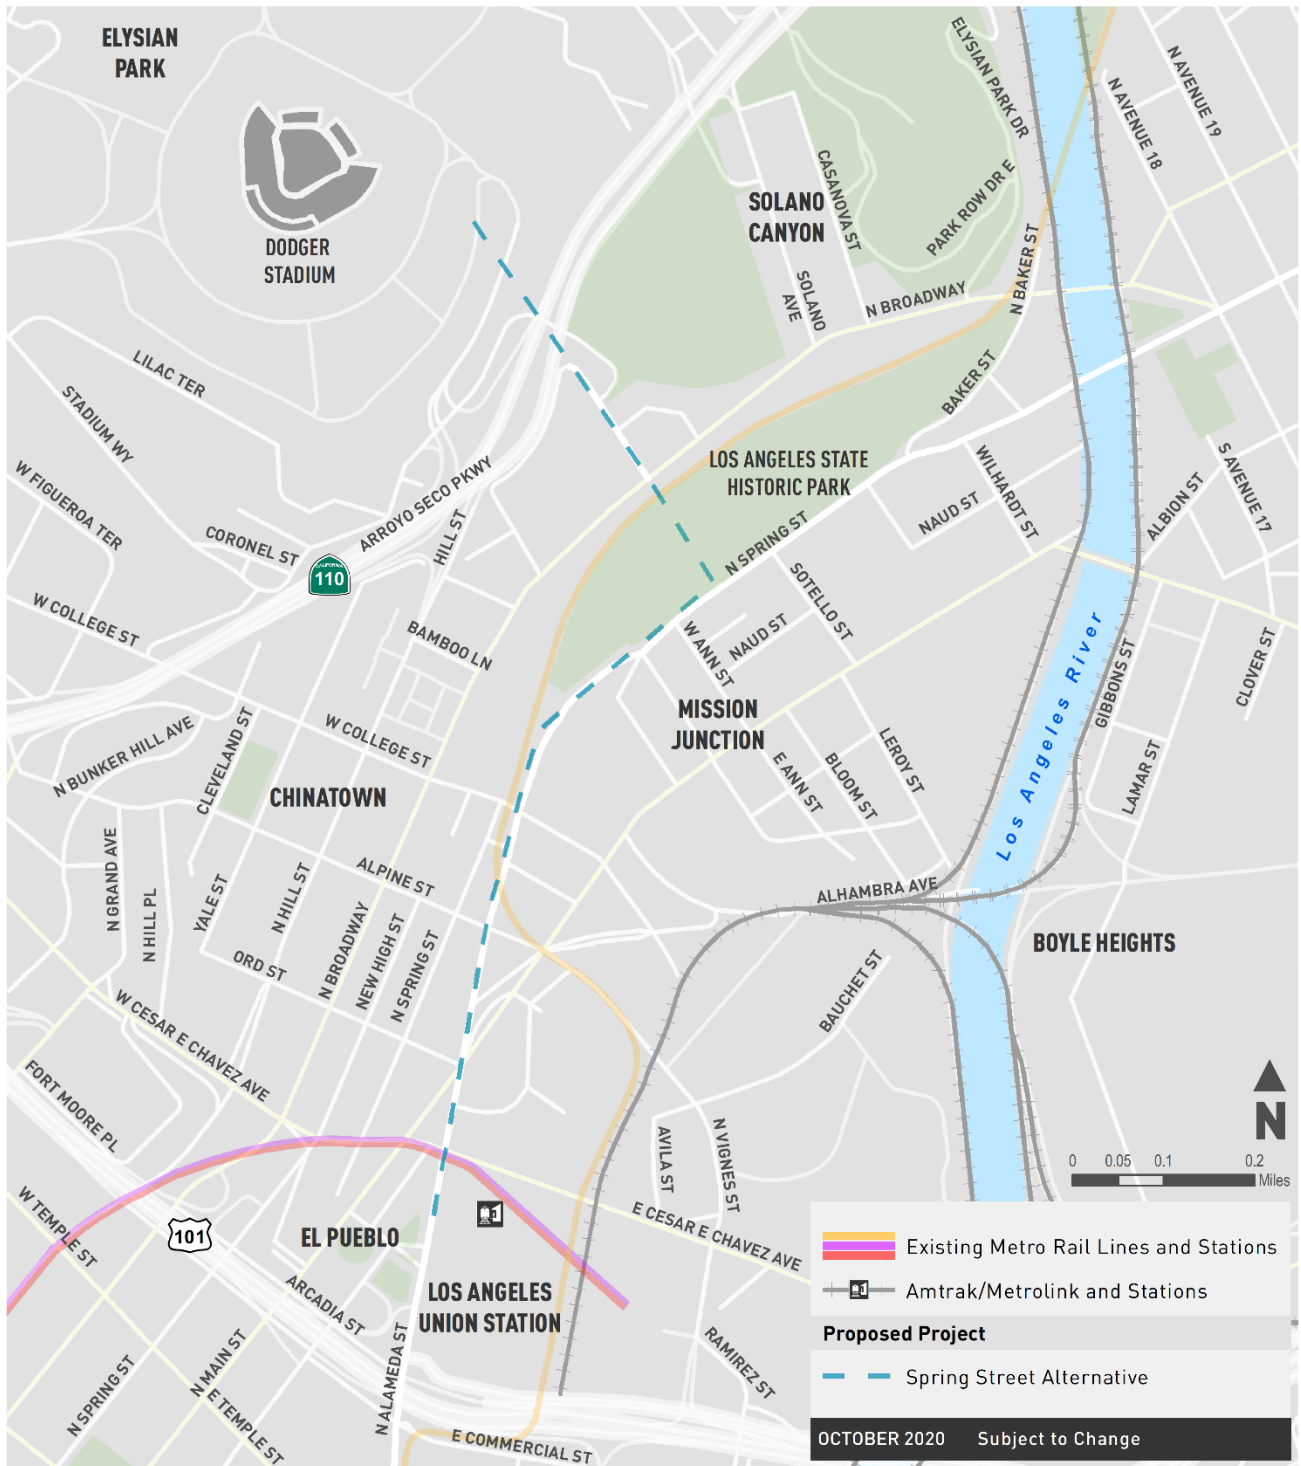 ELYSIAN
PARK
ELYSIAN PARK DR
N AVENUE 19
N AVENUE 18
CASANOVA ST
SOLANO
CANYON
PARK ROW DR E
DODGER
STADIUM
SOLANO
AVE
N BROADWAY
N BAKER ST
LILAC TER
BAKER ST
STADIUM WY
W FIGUEROA TER
ARROYO SECO PKWY
LOS ANGELES STATE
HISTORIC PARK
WILHARDT ST
S AVENUE 17
NAUD ST
ALBION ST
CORONEL ST
HILL ST
N SPRING ST
CALIFORNIA
110
SOTELLO ST
W COLLEGE ST
BAMBOO LN
W ANN ST
NAUD ST
Los Angeles River
GIBBONS ST
CLOVER ST
MISSION
JUNCTION
N BUNKER HILL AVE
CLEVELAND ST
W COLLEGE ST
LEROY ST
E ANN ST
BLOOM ST
LAMAR ST
CHINATOWN
N GRAND AVE
N HILL PL
YALE ST
N HILL ST
ALPINE ST
ALHAMBRA AVE
N BROADWAY
NEW HIGH ST
N SPRING ST
ORD ST
BOYLE HEIGHTS
BAUCHET ST
W CESAR E CHAVEZ AVE
FORT MOORE PL
N
AVILA ST
N VIGNES ST
0 0.05 0.1 0.2
Miles
W TEMPLE ST
101
EL PUEBLO
E CESAR E CHAVEZ AVE
LOS ANGELES
UNION STATION
ARCADIA ST
N ALAMEDA ST
RAMIREZ ST
N SPRING ST
N MAIN ST
E TEMPLE ST
E COMMERCIAL ST
Existing Metro Rail Lines and Stations
Amtrak/Metrolink and Stations
Proposed Project
Spring Street Alternative
OCTOBER 2020 Subject to Change